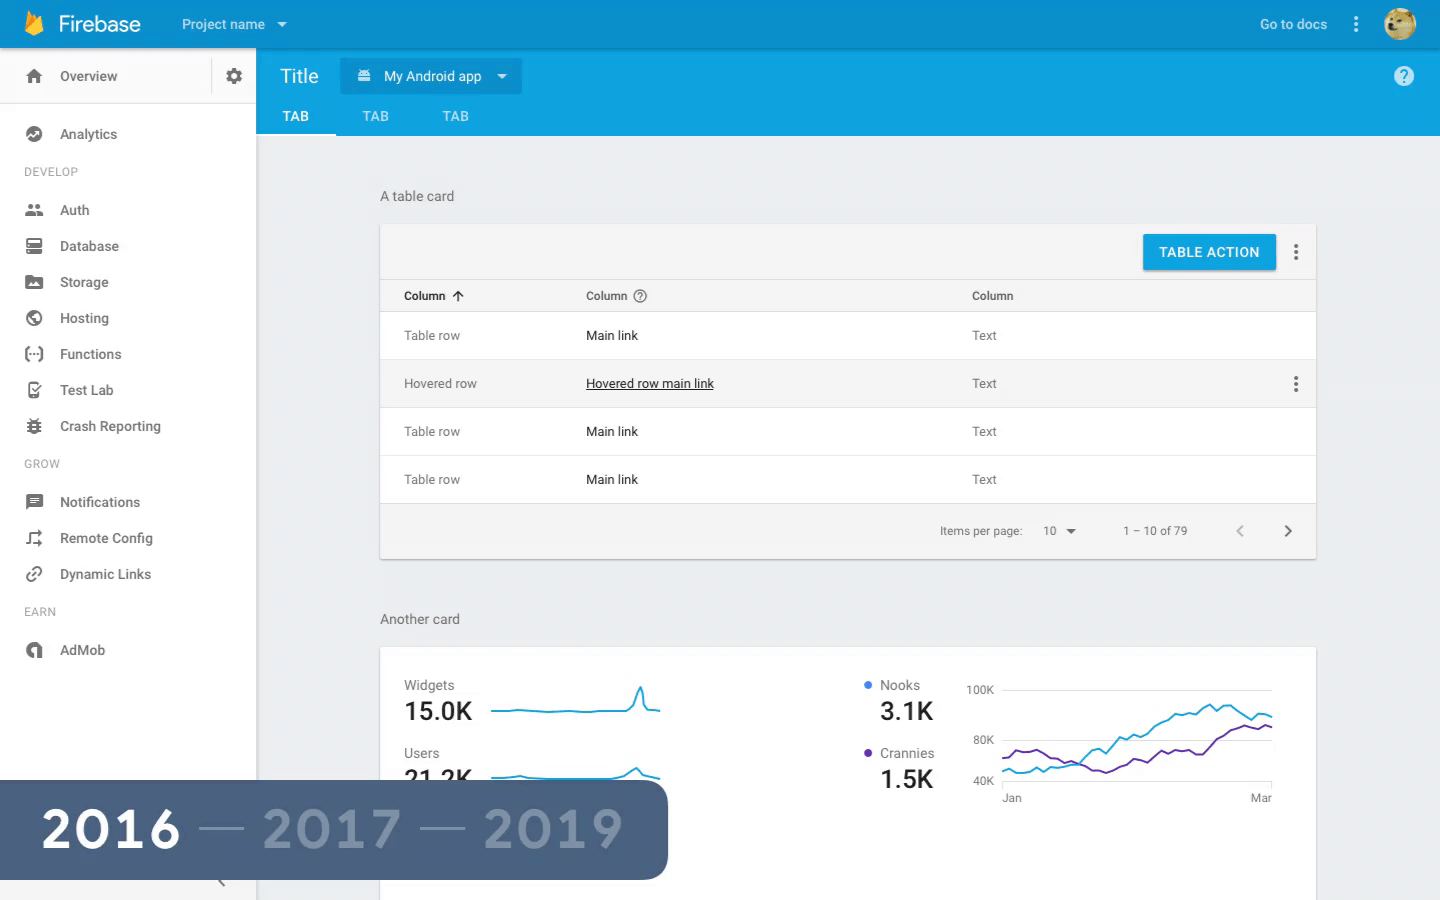 Firebase
Project name
Go to docs
Overview
Title
My Android app
TAB TAB TAB
Analytics
DEVELOP
Auth
Database
Storage
Hosting
Functions
Test Lab
Crash Reporting
GROW
Notifications
Remote Config
Dynamic Links
EARN
AdMob
A table card
TABLE ACTION
Column Column Column
Table row Main link Text
Hovered row Hovered row main link Text
Table row Main link Text
Table row Main link Text
Items per page: 10 1 – 10 of 79
Another card
Widgets
15.0K
Users
21.2K
Nooks
3.1K
Crannies
1.5K
100K
80K
40K
Jan Mar
2016 — 2017 — 2019